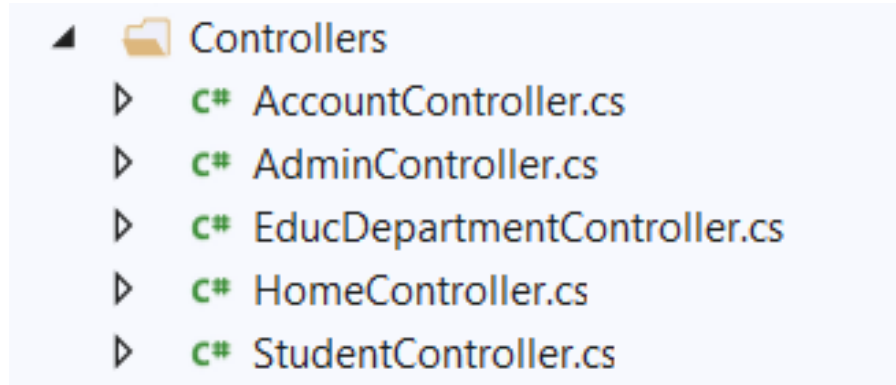 Controllers
C# AccountController.cs
C# AdminController.cs
C# EducDepartmentController.cs
C# HomeController.cs
C# StudentController.cs